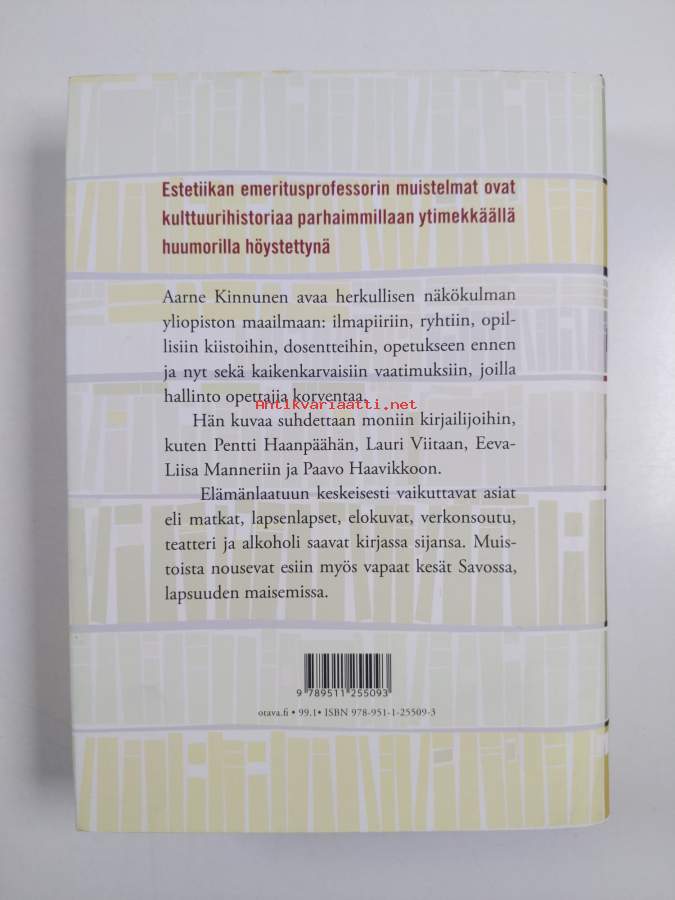 Estetiikan emeritusprofessorin muistelmat ovat
kulttuurihistoriaa parhaimmillaan ytimekkäällä
huumorilla höystettynä
Aarne Kinnunen avaa herkullisen näkökulman
yliopiston maailmaan: ilmapiiriin, ryhtiin, opil-
lisiin kiistoihin, dosentteihin, opetukseen ennen
ja nyt sekä kaikenkarvaisiin vaatimuksiin, joilla
hallinto opettajia korventaa.
Antikvariaatti.net
Hän kuvaa suhdettaan moniin kirjailijoihin,
kuten Pentti Haanpäähän, Lauri Viitaan, Eeva-
Liisa Manneriin ja Paavo Haavikkoon.
Elämänlaatuun keskeisesti vaikuttavat asiat
eli matkat, lapsenlapset, elokuvat, verkonsoutu,
teatteri ja alkoholi saavat kirjassa sijansa. Muis-
toista nousevat esiin myös vapaat kesät Savossa,
lapsuuden maisemissa.
9 789511 255093
otava.fi • 99.1• ISBN 978-951-1-25509-3